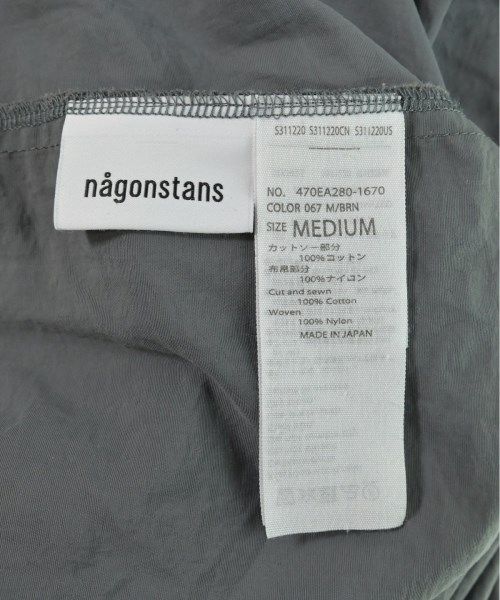 S311220 S311220CN S311220US
någonstans
NO. 470EA280-1670
COLOR 067 M/BRN
SIZE MEDIUM
カットソー部分
100%コットン
布帛部分
100%ナイロン
Cut and sewn
100% Cotton
Woven
100% Nylon
MADE IN JAPAN